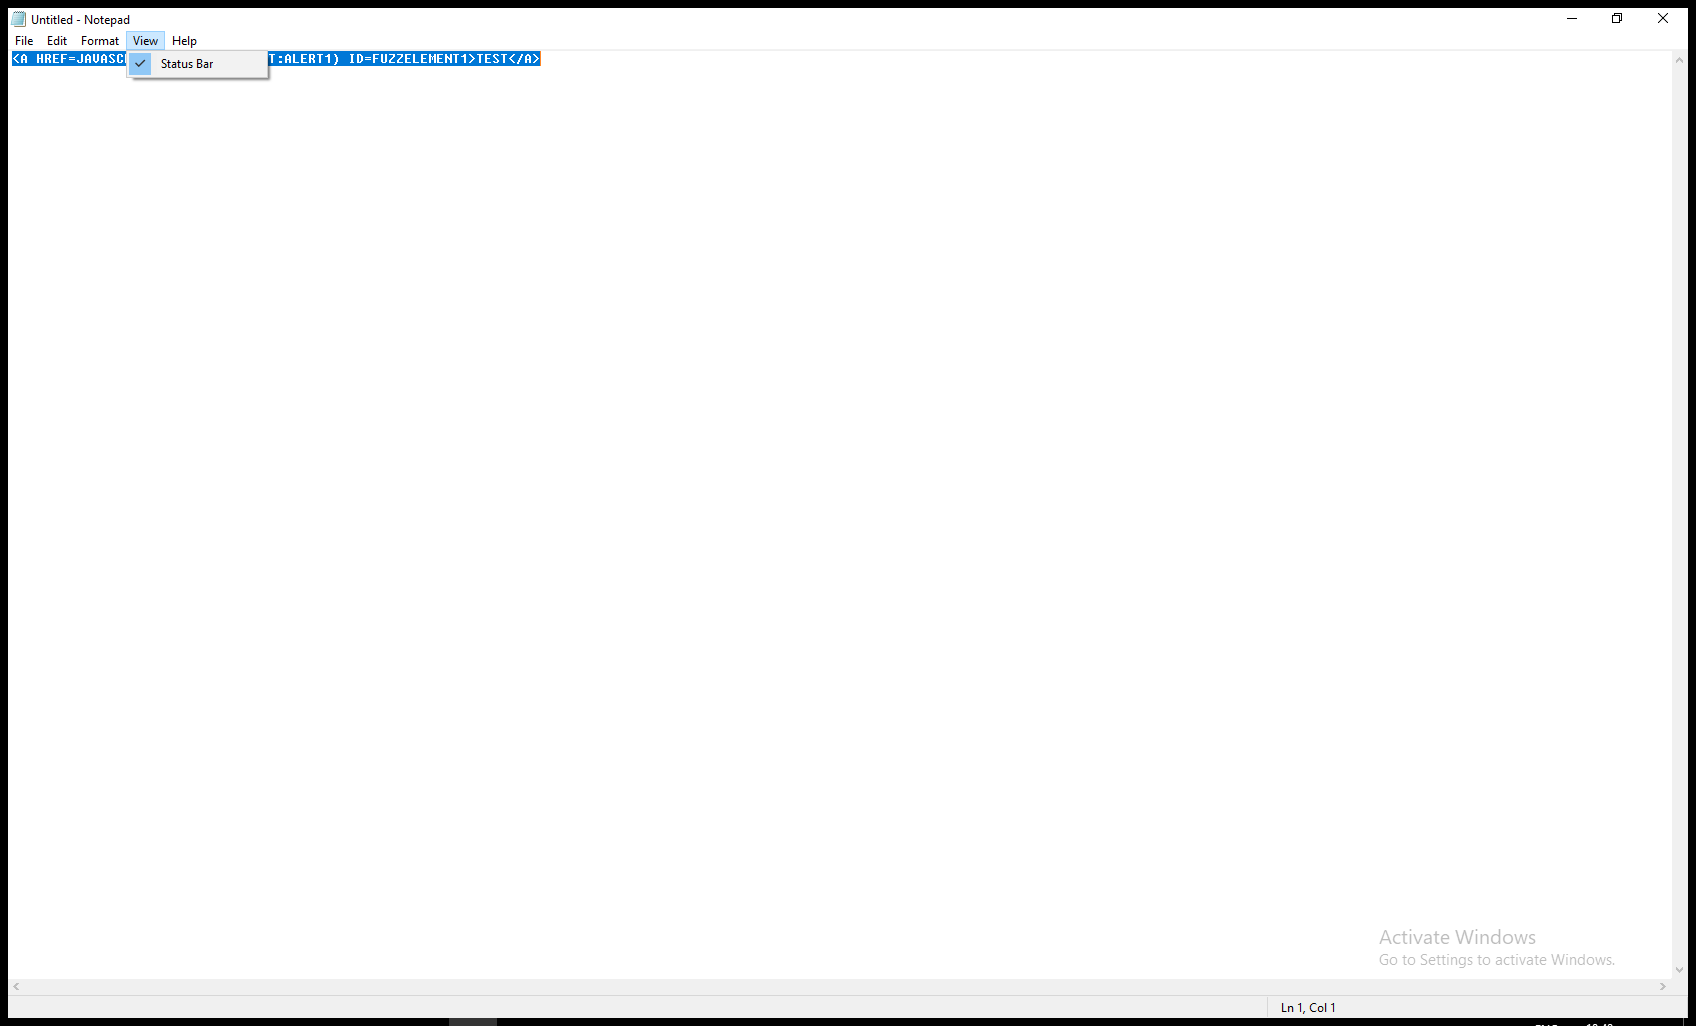 Untitled - Notepad
File Edit Format View Help
<A HREF=JAVASC T:ALERT1) ID=FUZZELEMENT1>TEST</A>
Status Bar
Activate Windows
Go to Settings to activate Windows.
Ln 1, Col 1